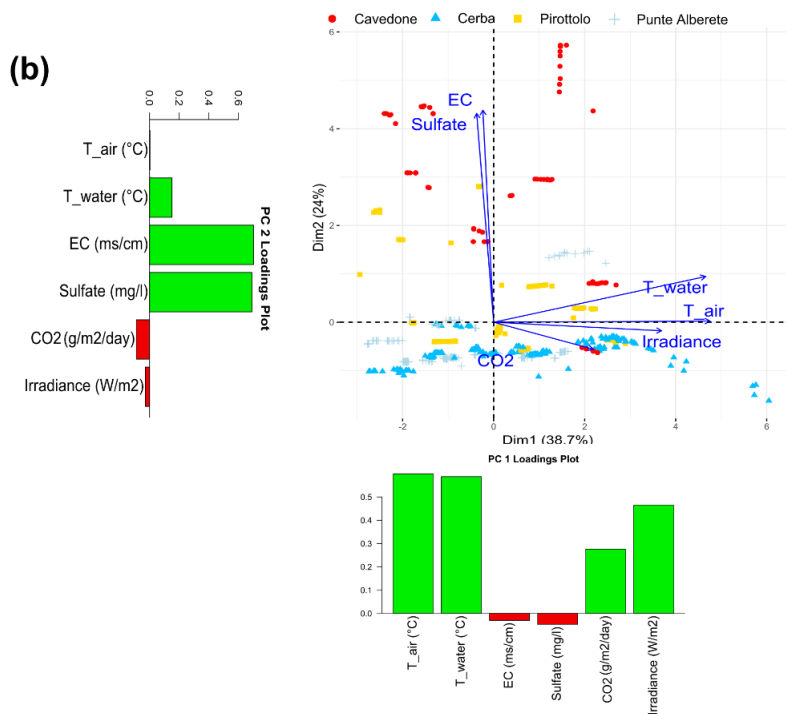 Cavedone Cerba Pirottolo Punte Alberete
(b)
0.0 0.2 0.4 0.6
T_air (°C)
T_water (°C)
EC (ms/cm)
Sulfate (mg/l)
CO2 (g/m2/day)
Irradiance (W/m2)
PC 2 Loadings Plot
6
4
2
0
Dim2 (24%)
EC
Sulfate
T_water
T_air
Irradiance
CO2
-2 0 2 4 6
Dim1 (38.7%)
PC 1 Loadings Plot
0.5
0.4
0.3
0.2
0.1
0.0
T_air (°C)
T_water (°C)
EC (ms/cm)
Sulfate (mg/l)
CO2 (g/m2/day)
Irradiance (W/m2)